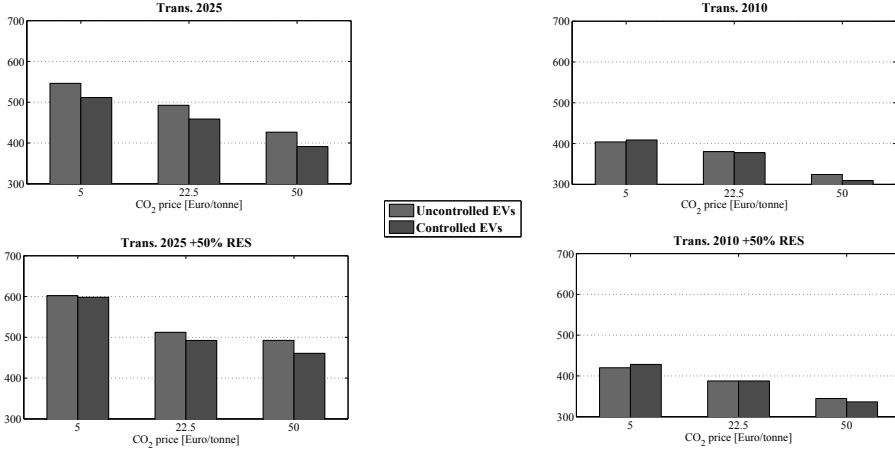 Trans. 2025
700
600
500
400
300
5 22.5 50
CO2 price [Euro/tonne]
Trans. 2010
700
600
500
400
300
5 22.5 50
CO2 price [Euro/tonne]
Uncontrolled EVs
Controlled EVs
Trans. 2025 +50% RES
700
600
500
400
300
5 22.5 50
CO2 price [Euro/tonne]
Trans. 2010 +50% RES
700
600
500
400
300
5 22.5 50
CO2 price [Euro/tonne]